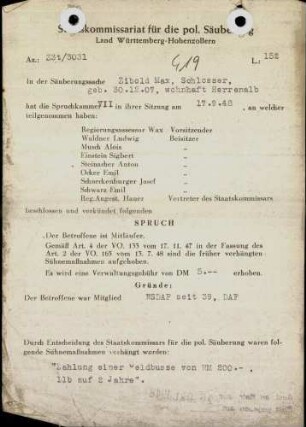 Staatskommissariat für die pol. Säuberung
Land Württemberg-Hohenzollern
Az.: 22t/3031
419
L.: 152
in der Säuberungssache Zibold Max, Schlosser,
geb. 30.12.07, wohnhaft Herrenalb
hat die Spruchkammer VII in ihrer Sitzung am 17.9.48, an welcher
teilgenommen haben:
Regierungsassessor Wax Vorsitzender
Waldner Ludwig Beisitzer
Musch Alois „
Einstein Sigbert „
Steinacher Anton „
Ocker Emil „
Scherkenburger Josef „
Schwarz Emil „
Reg.Angest. Hauer Vertreter des Staatskommissars
beschlossen und verkündet folgenden
SPRUCH
Der Betroffene ist Mitläufer.
Gemäß Art. 4 der VO. 133 vom 17. 11. 47 in der Fassung des
Art. 2 der VO. 165 vom 13. 7. 48 sind die früher verhängten
Sühnemaßnahmen aufgehoben.
Es wird eine Verwaltungsgebühr von DM 5.-- erhoben.
Gründe:
Der Betroffene war Mitglied NSDAP seit 39, DAF
Durch Entscheidung des Staatskommissars für die pol. Säuberung waren fol-
gende Sühnemaßnahmen verhängt worden:
"Zahlung einer Geldbusse von RM 200.-,
11b auf 2 Jahre".